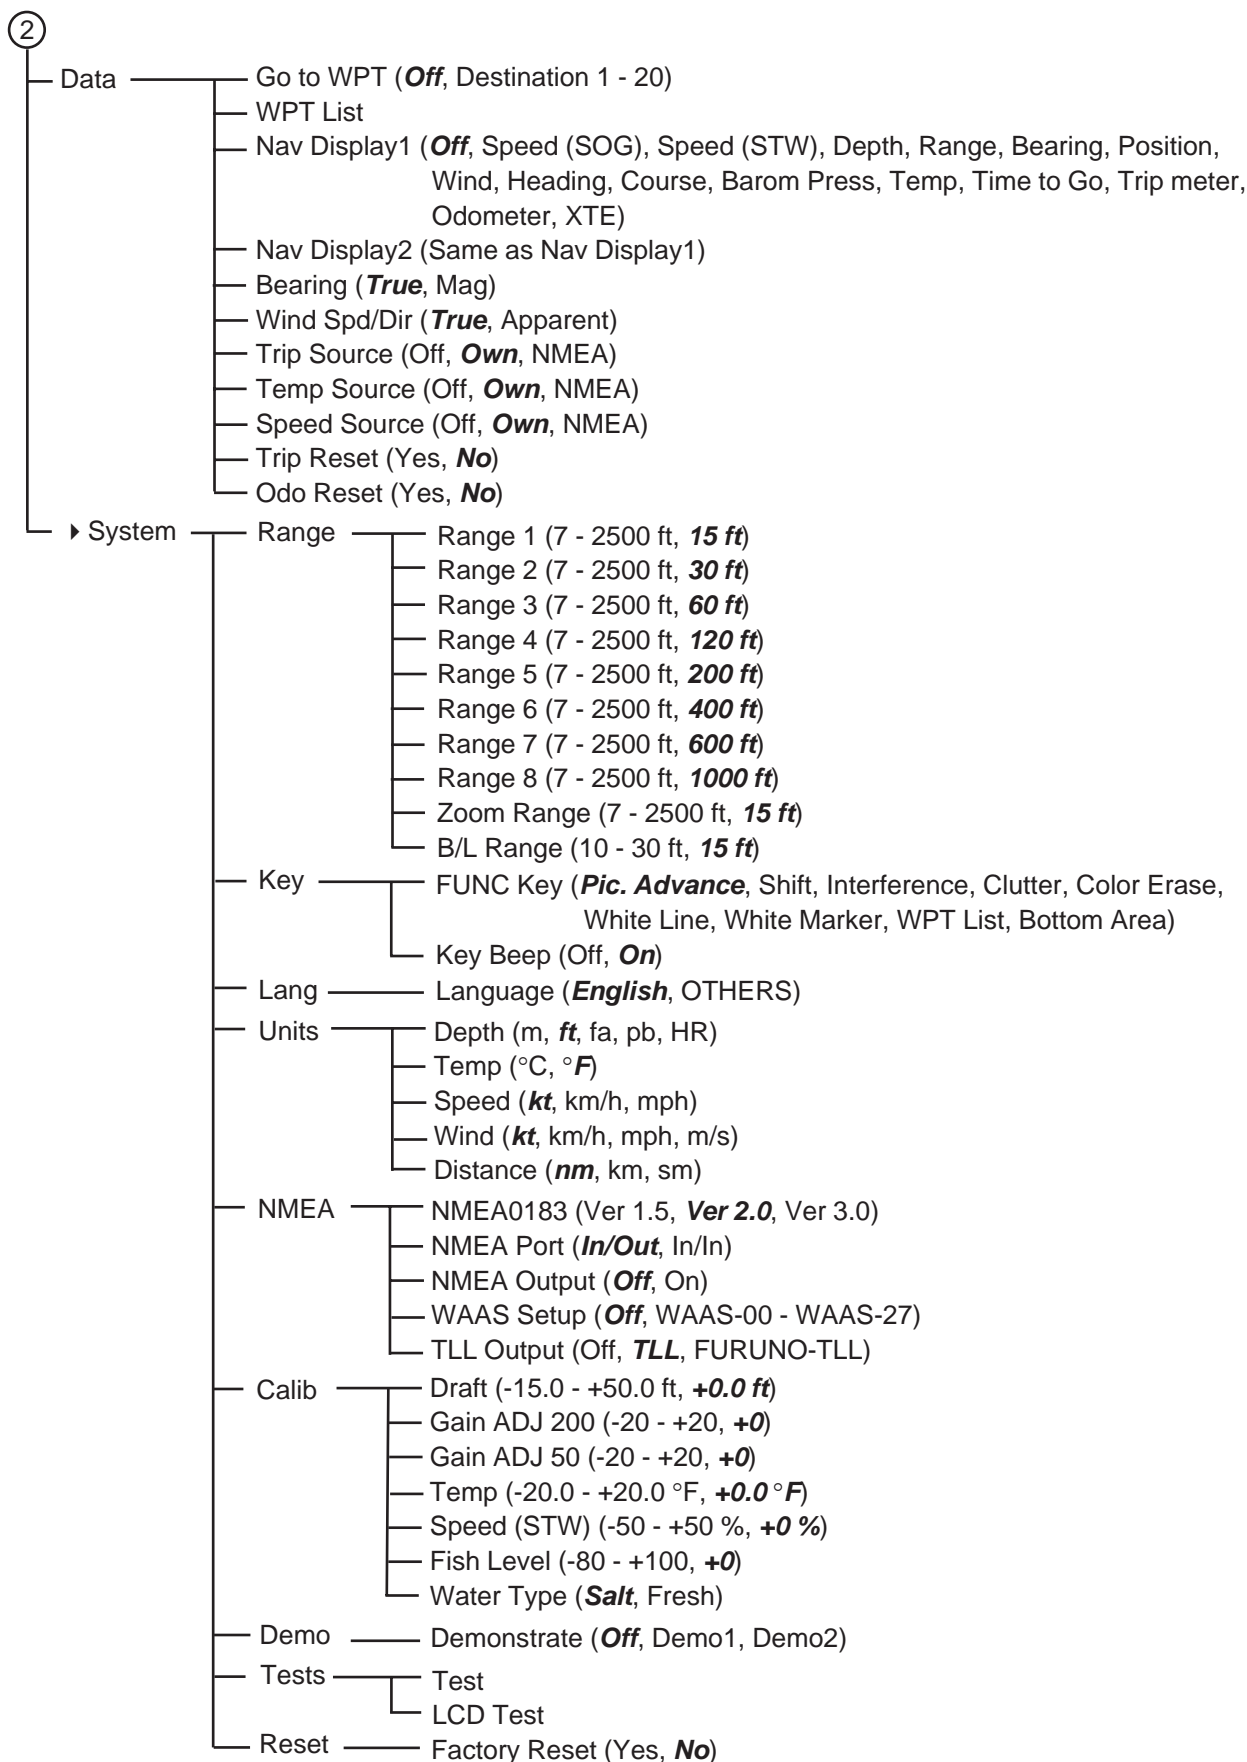 2
Data
Go to WPT (Off, Destination 1 - 20)
WPT List
Nav Display1 (Off, Speed (SOG), Speed (STW), Depth, Range, Bearing, Position,
Wind, Heading, Course, Barom Press, Temp, Time to Go, Trip meter,
Odometer, XTE)
Nav Display2 (Same as Nav Display1)
Bearing (True, Mag)
Wind Spd/Dir (True, Apparent)
Trip Source (Off, Own, NMEA)
Temp Source (Off, Own, NMEA)
Speed Source (Off, Own, NMEA)
Trip Reset (Yes, No)
Odo Reset (Yes, No)
System
Range
Range 1 (7 - 2500 ft, 15 ft)
Range 2 (7 - 2500 ft, 30 ft)
Range 3 (7 - 2500 ft, 60 ft)
Range 4 (7 - 2500 ft, 120 ft)
Range 5 (7 - 2500 ft, 200 ft)
Range 6 (7 - 2500 ft, 400 ft)
Range 7 (7 - 2500 ft, 600 ft)
Range 8 (7 - 2500 ft, 1000 ft)
Zoom Range (7 - 2500 ft, 15 ft)
B/L Range (10 - 30 ft, 15 ft)
Key
FUNC Key (Pic. Advance, Shift, Interference, Clutter, Color Erase,
White Line, White Marker, WPT List, Bottom Area)
Key Beep (Off, On)
Lang
Language (English, OTHERS)
Units
Depth (m, ft, fa, pb, HR)
Temp (°C, °F)
Speed (kt, km/h, mph)
Wind (kt, km/h, mph, m/s)
Distance (nm, km, sm)
NMEA
NMEA0183 (Ver 1.5, Ver 2.0, Ver 3.0)
NMEA Port (In/Out, In/In)
NMEA Output (Off, On)
WAAS Setup (Off, WAAS-00 - WAAS-27)
TLL Output (Off, TLL, FURUNO-TLL)
Calib
Draft (-15.0 - +50.0 ft, +0.0 ft)
Gain ADJ 200 (-20 - +20, +0)
Gain ADJ 50 (-20 - +20, +0)
Temp (-20.0 - +20.0 °F, +0.0 °F)
Speed (STW) (-50 - +50 %, +0 %)
Fish Level (-80 - +100, +0)
Water Type (Salt, Fresh)
Demo
Demonstrate (Off, Demo1, Demo2)
Tests
Test
LCD Test
Reset
Factory Reset (Yes, No)